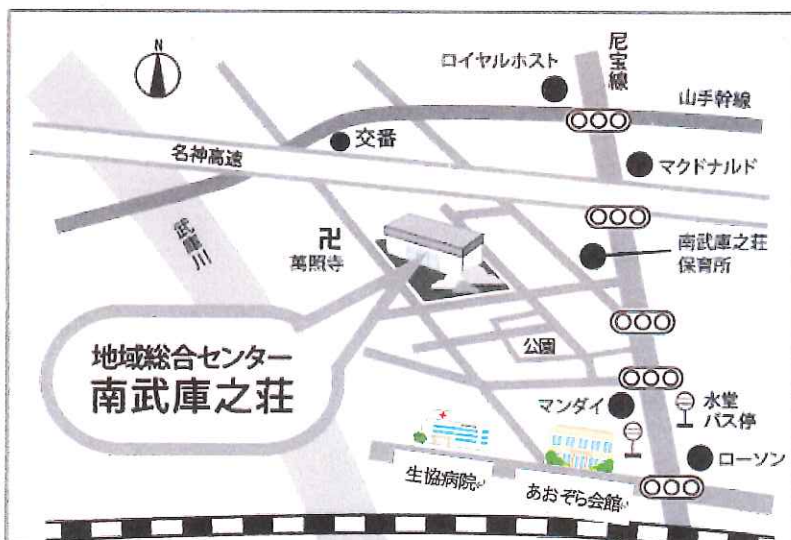 N
ロイヤルホスト
尼宝線
山手幹線
交番
名神高速
マクドナルド
武庫川
卍
萬照寺
南武庫之荘
保育所
地域総合センター
南武庫之荘
公園
マンダイ
水堂
バス停
ローソン
生協病院
あおぞら会館